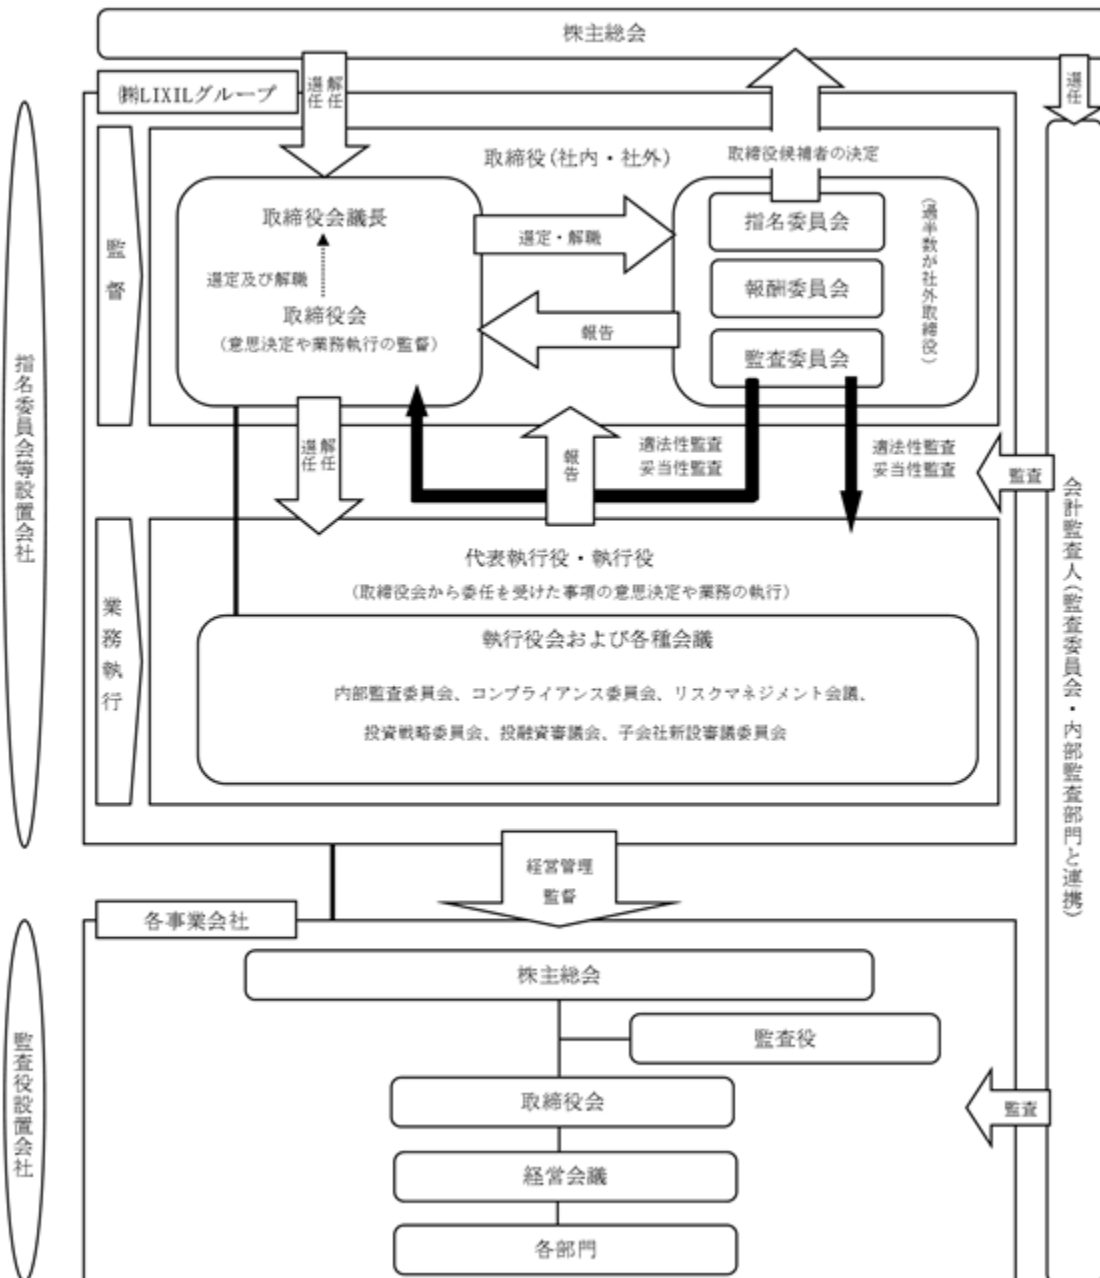 株主総会
㈱LIXILグループ
選任
解任
選任
取締役(社内・社外)
取締役候補者の決定
監督
取締役会議長
選定及び解職
取締役会
(意思決定や業務執行の監督)
選定・解職
報告
指名委員会
報酬委員会
監査委員会
(過半数が社外取締役)
指名委員会等設置会社
選任
解任
報告
適法性監査
妥当性監査
適法性監査
妥当性監査
監査
会計監査人(監査委員会・内部監査部門と連携)
業務執行
代表執行役・執行役
(取締役会から委任を受けた事項の意思決定や業務の執行)
執行役会および各種会議
内部監査委員会、コンプライアンス委員会、リスクマネジメント会議、
投資戦略委員会、投融資審議会、子会社新設審議委員会
経営管理
監督
各事業会社
監査役設置会社
株主総会
監査役
取締役会
監査
経営会議
各部門